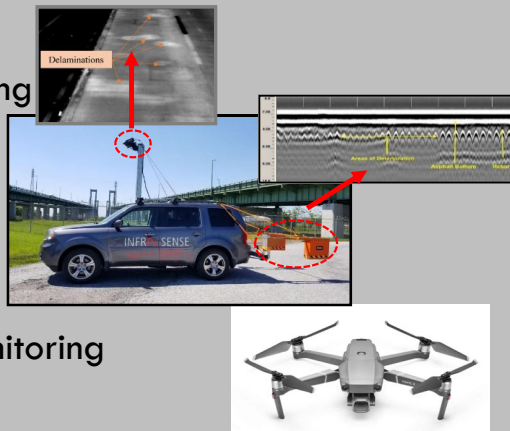 Delaminations
ng
Areas of Deterioration
Asphalt Bottom
INFRASENSE
nitoring